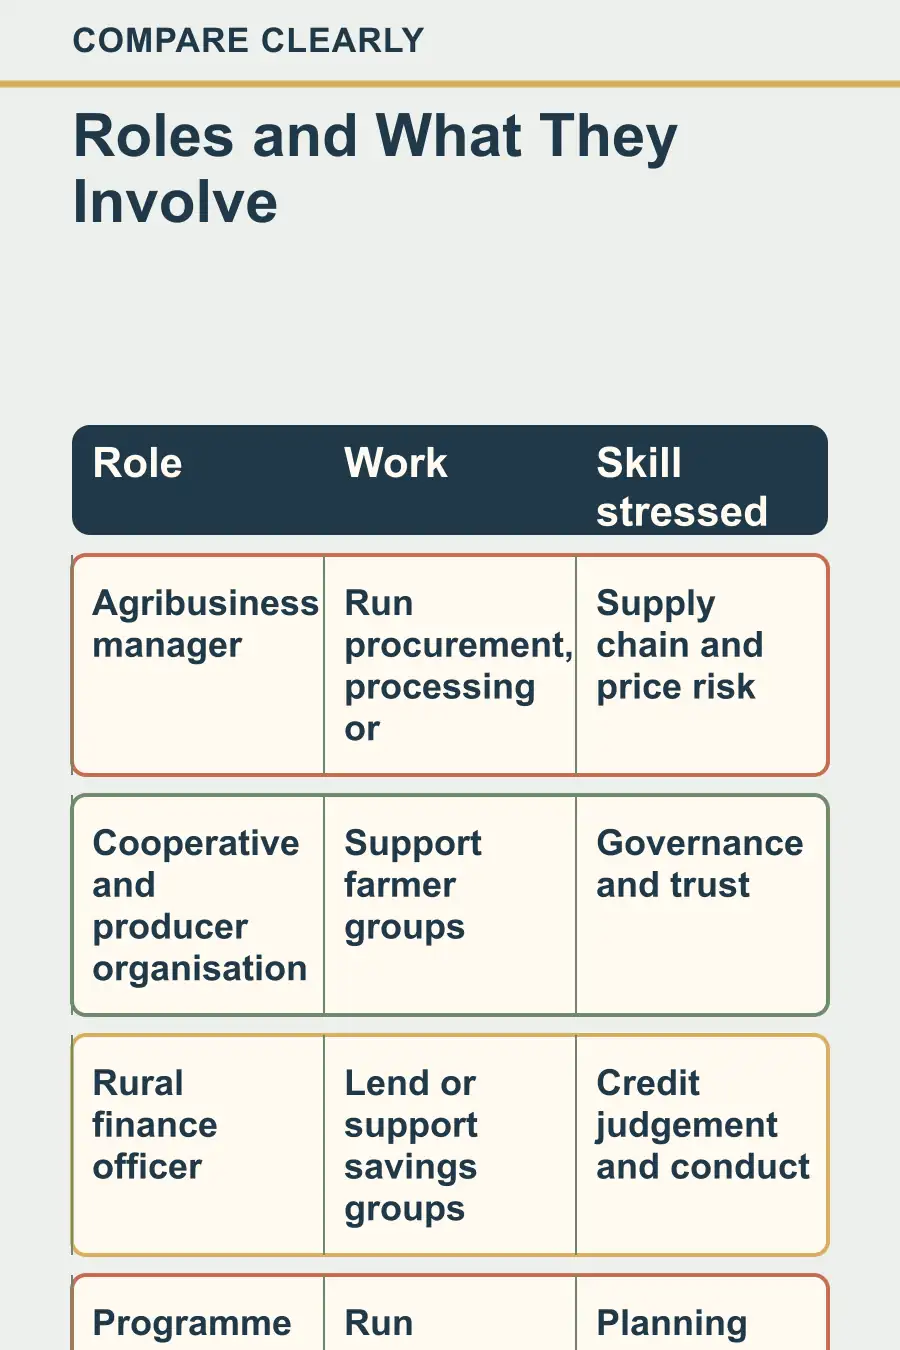 COMPARE CLEARLY
Roles and What They
Involve
Role
Work
Skill
stressed
Agribusiness
manager
Run
procurement,
processing
or
Supply
chain and
price risk
Cooperative
and
producer
organisation
Support
farmer
groups
Governance
and trust
Rural
finance
officer
Lend or
support
savings
groups
Credit
judgement
and conduct
Programme
Run
Planning